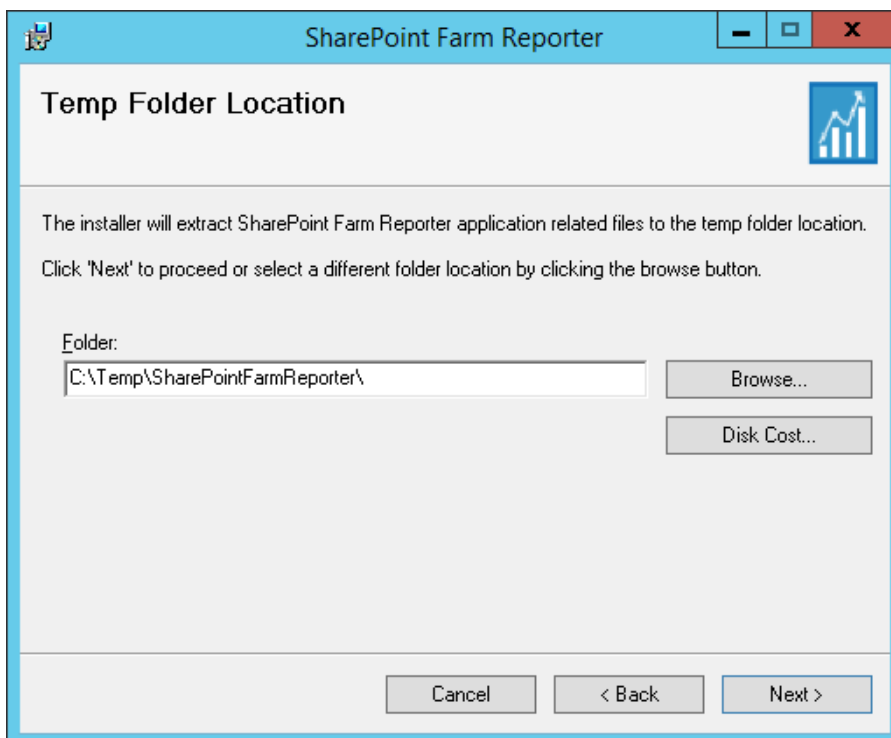 SharePoint Farm Reporter
Temp Folder Location
The installer will extract SharePoint Farm Reporter application related files to the temp folder location.
Click 'Next' to proceed or select a different folder location by clicking the browse button.
Folder:
C:\Temp\SharePointFarmReporter\
Browse...
Disk Cost...
Cancel
< Back
Next >